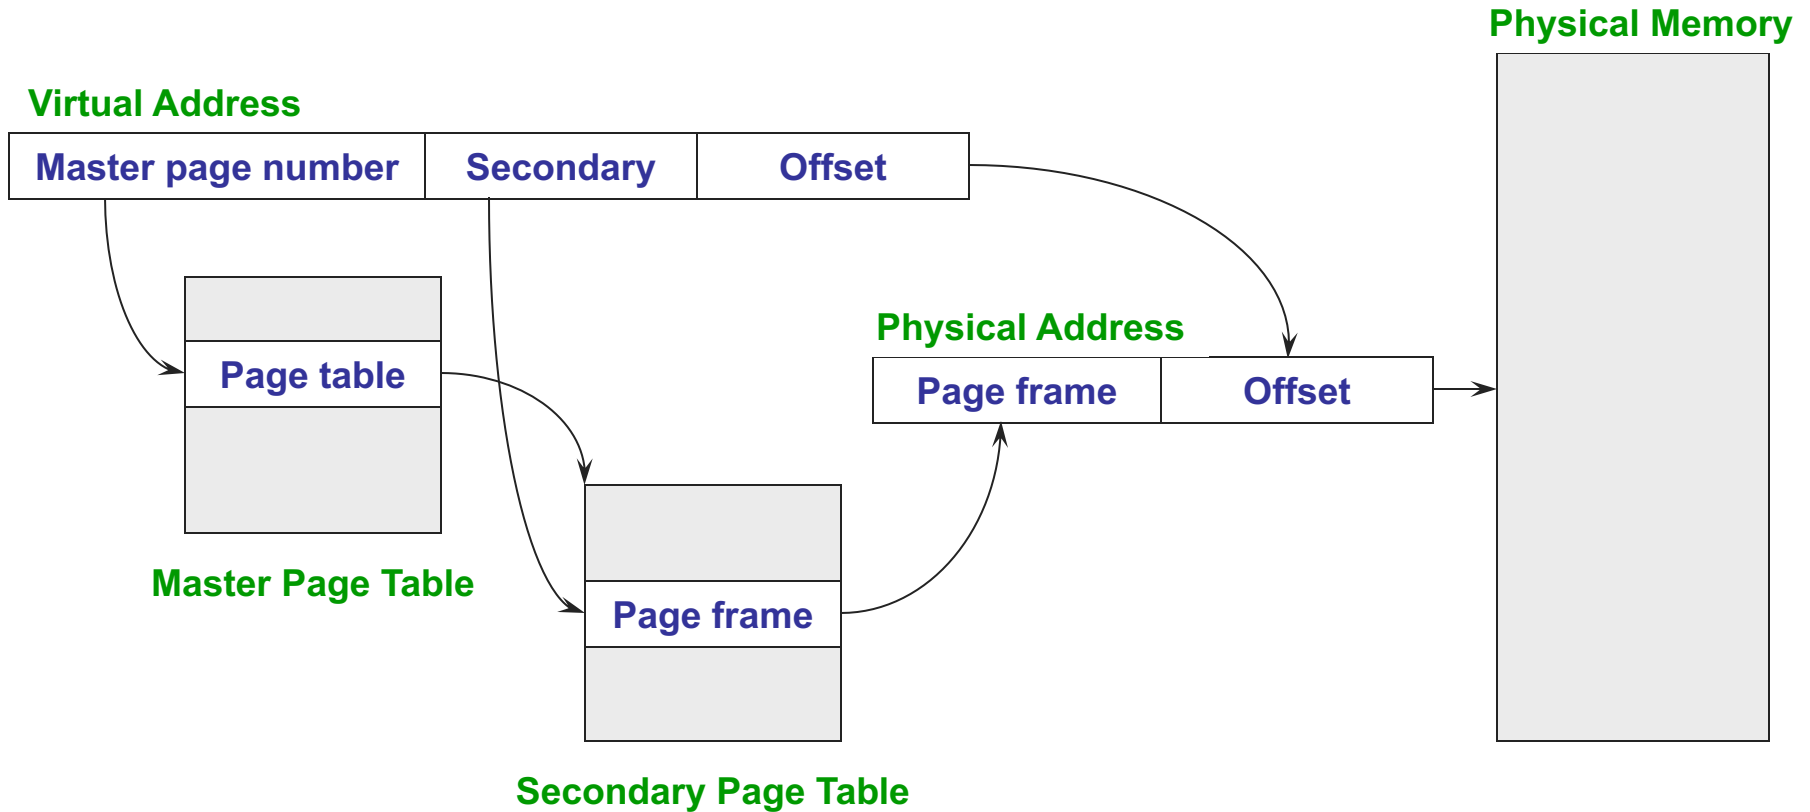 Physical Memory
Virtual Address
Master page number
Secondary
Offset
Physical Address
Page table
Page frame
Offset
Master Page Table
Page frame
Secondary Page Table